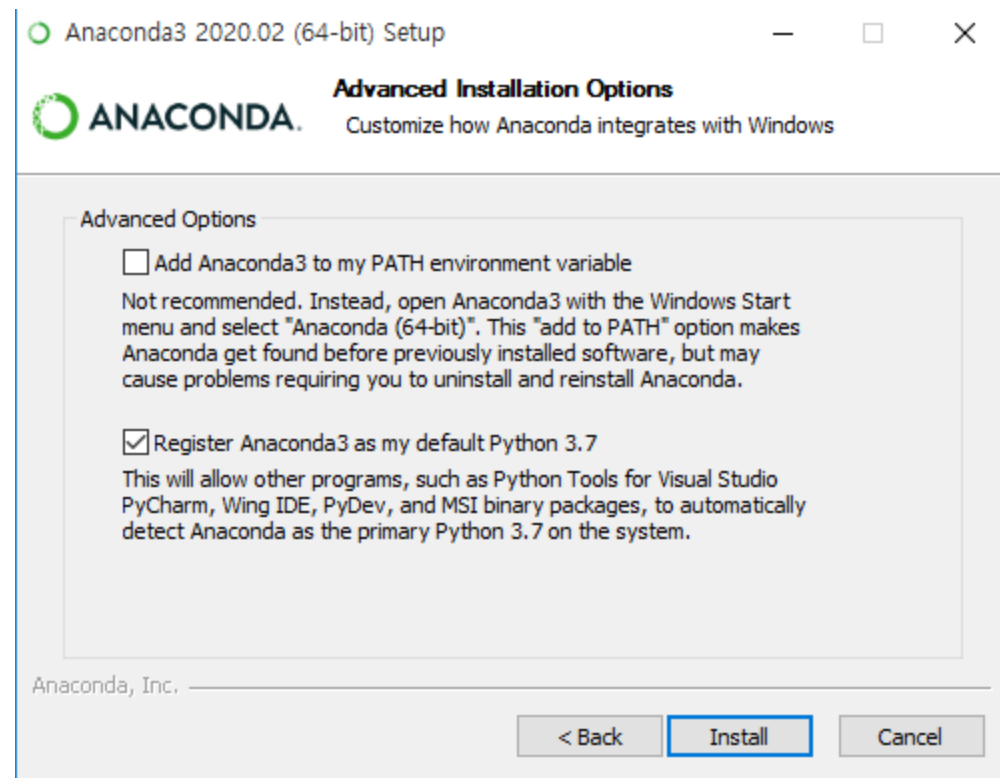 Anaconda3 2020.02 (64-bit) Setup
ANACONDA.
Advanced Installation Options
Customize how Anaconda integrates with Windows
Advanced Options
Add Anaconda3 to my PATH environment variable
Not recommended. Instead, open Anaconda3 with the Windows Start
menu and select "Anaconda (64-bit)". This "add to PATH" option makes
Anaconda get found before previously installed software, but may
cause problems requiring you to uninstall and reinstall Anaconda.
Register Anaconda3 as my default Python 3.7
This will allow other programs, such as Python Tools for Visual Studio
PyCharm, Wing IDE, PyDev, and MSI binary packages, to automatically
detect Anaconda as the primary Python 3.7 on the system.
Anaconda, Inc.
< Back
Install
Cancel